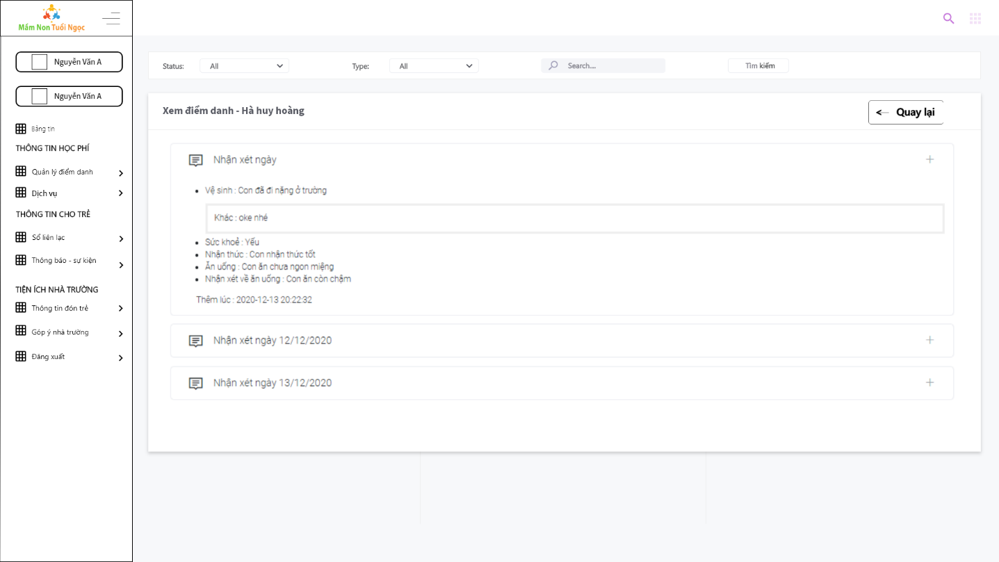 Mầm Non Tuổi Ngọc
Nguyễn Văn A
Nguyễn Văn A
Bảng tin
THÔNG TIN HỌC PHÍ
Quản lý điểm danh
Dịch vụ
THÔNG TIN CHO TRẺ
Sổ liên lạc
Thông báo - sự kiện
TIỆN ÍCH NHÀ TRƯỜNG
Thông tin đón trẻ
Góp ý nhà trường
Đăng xuất
Status: All Type: All Search.... Tìm kiếm
Xem điểm danh - Hà huy hoàng
Quay lại
Nhận xét ngày
Vệ sinh : Con đã đi nặng ở trường
Khác : oke nhé
Sức khoẻ : Yếu
Nhận thức : Con nhận thức tốt
Ăn uống : Con ăn chưa ngon miệng
Nhận xét về ăn uống : Con ăn còn chậm
Thêm lúc : 2020-12-13 20:22:32
Nhận xét ngày 12/12/2020
Nhận xét ngày 13/12/2020